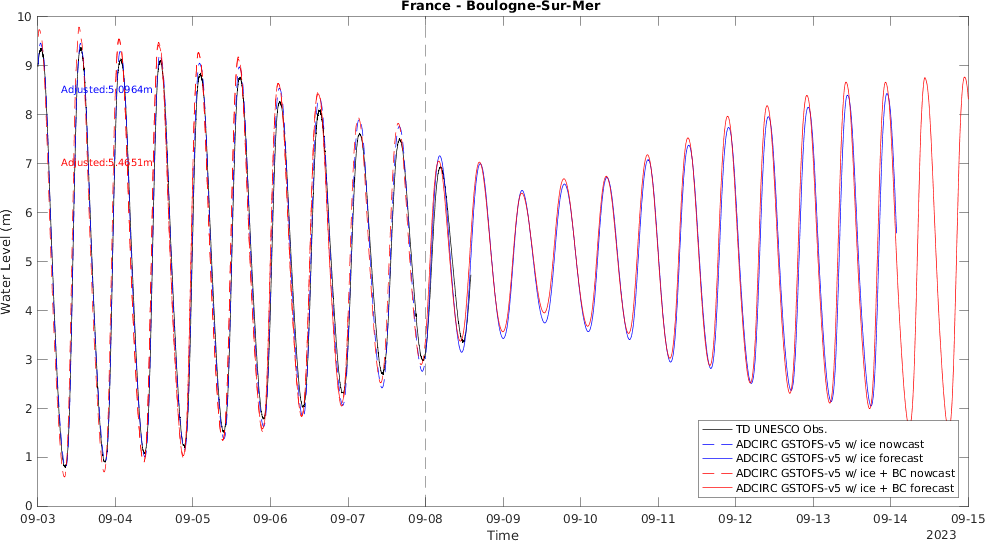 France - Boulogne-Sur-Mer
10
9
8
7
6
5
4
3
2
1
0
Water Level (m)
Adjusted:5.0964m
Adjusted:5.4651m
TD UNESCO Obs.
ADCIRC GSTOFS-v5 w/ ice nowcast
ADCIRC GSTOFS-v5 w/ ice forecast
ADCIRC GSTOFS-v5 w/ ice + BC nowcast
ADCIRC GSTOFS-v5 w/ ice + BC forecast
09-03 09-04 09-05 09-06 09-07 09-08 09-09 09-10 09-11 09-12 09-13 09-14 09-15
Time
2023